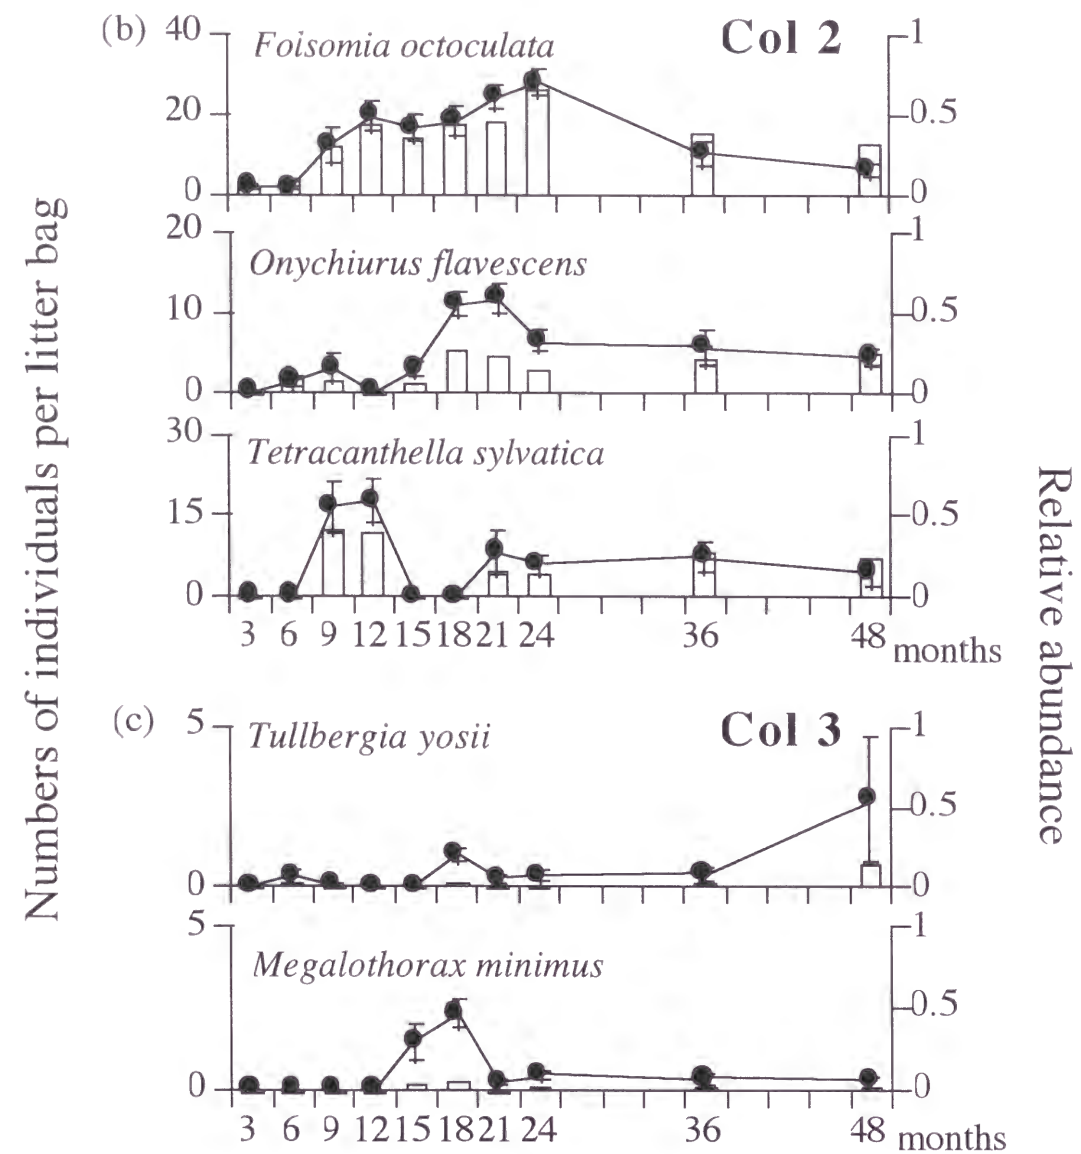 (b)
Folsomia octoculata
Col 2
40
20
0
1
0.5
0
Onychiurus flavescens
20
10
0
1
0.5
0
Tetracanthella sylvatica
30
15
0
1
0.5
0
3 6 9 12 15 18 21 24 36 48 months
(c)
Tullbergia yosii
Col 3
5
0
1
0.5
0
Megalothorax minimus
5
0
1
0.5
0
3 6 9 12 15 18 21 24 36 48 months
Numbers of individuals per litter bag
Relative abundance